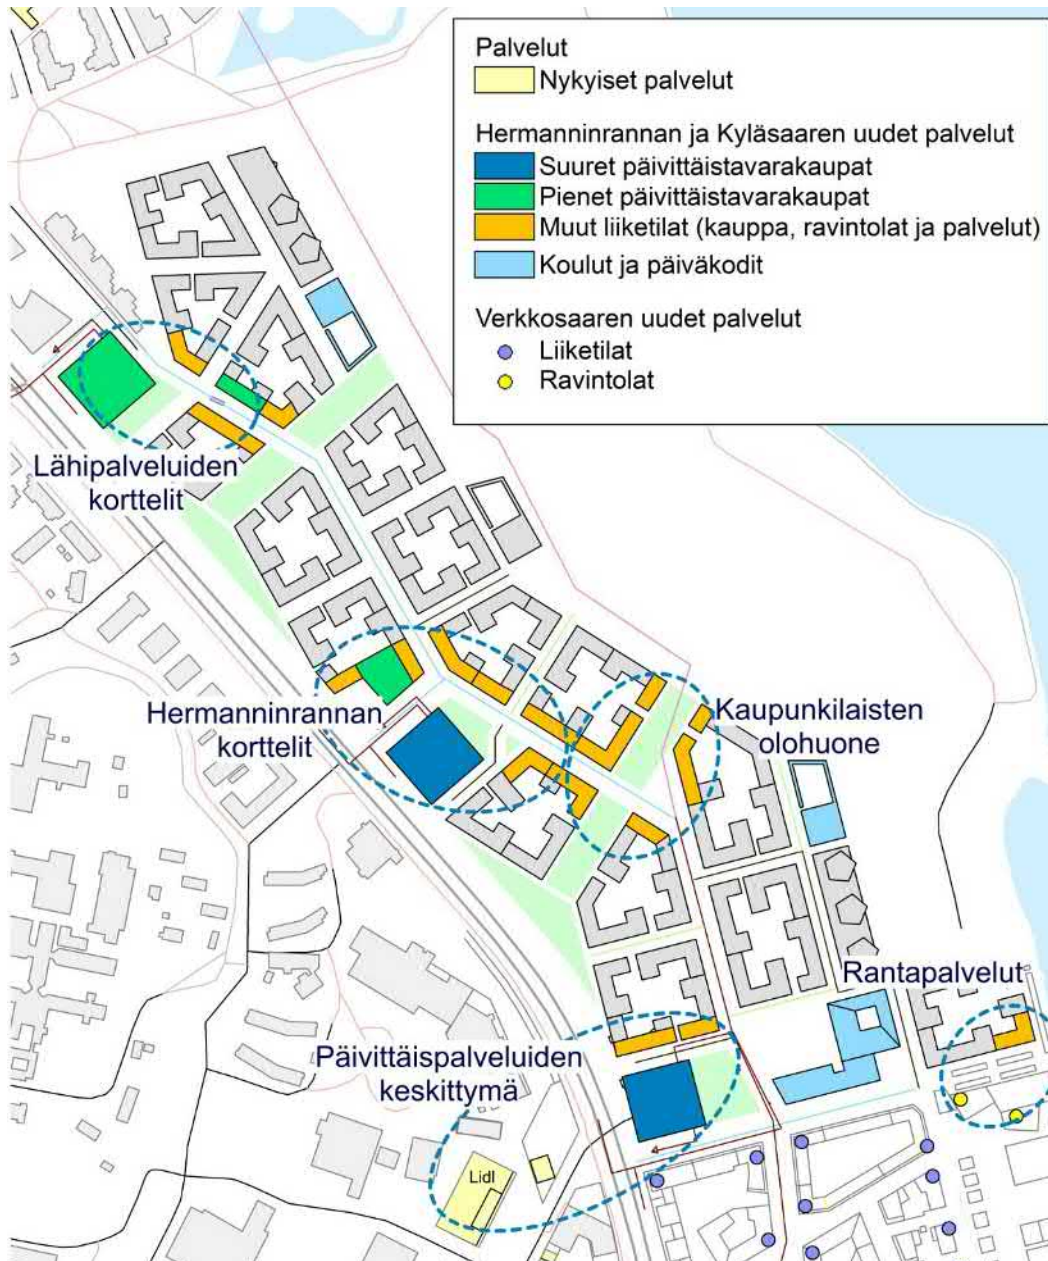 Palvelut
Nykyiset palvelut
Hermanninrannan ja Kyläsaaren uudet palvelut
Suuret päivittäistavarakaupat
Pienet päivittäistavarakaupat
Muut liiketilat (kauppa, ravintolat ja palvelut)
Koulut ja päiväkodit
Verkkosaaren uudet palvelut
Liiketilat
Ravintolat
Lähipalveluiden
korttelit
Hermanninrannan
korttelit
Kaupunkilaisten
olohuone
Rantapalvelut
Päivittäispalveluiden
keskittymä
Lidl